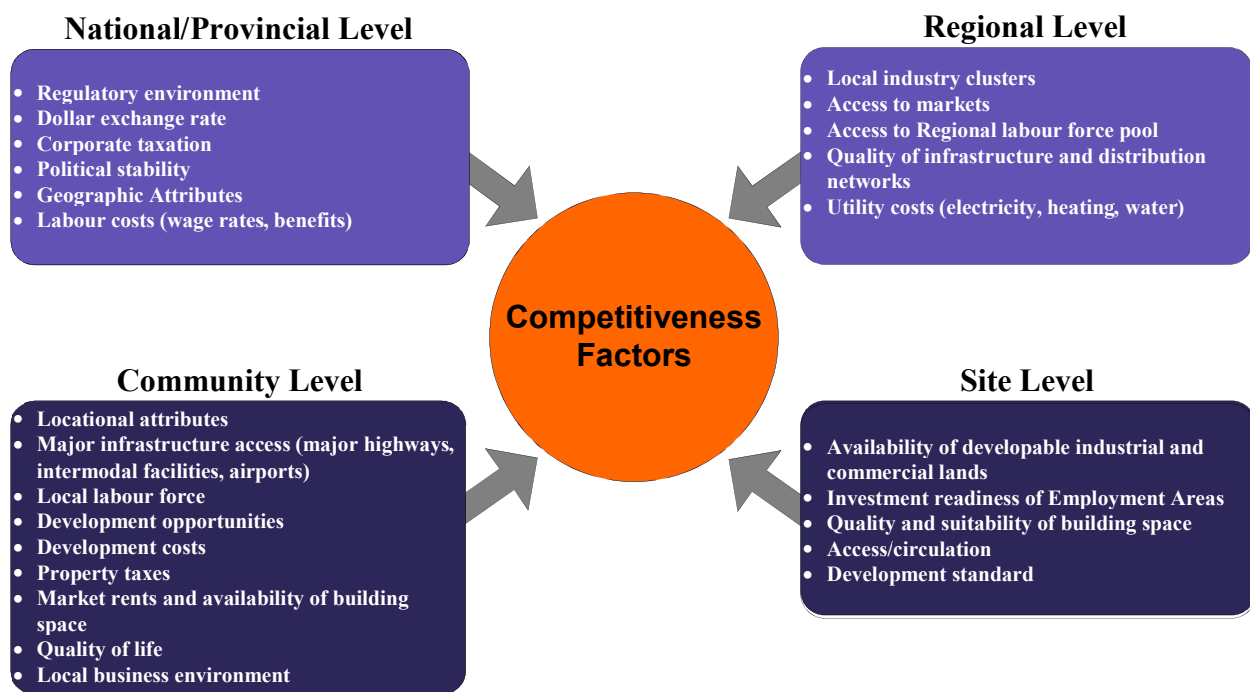 National/Provincial Level
• Regulatory environment
• Dollar exchange rate
• Corporate taxation
• Political stability
• Geographic Attributes
• Labour costs (wage rates, benefits)
Regional Level
• Local industry clusters
• Access to markets
• Access to Regional labour force pool
• Quality of infrastructure and distribution
networks
• Utility costs (electricity, heating, water)
Competitiveness
Factors
Community Level
• Locational attributes
• Major infrastructure access (major highways,
intermodal facilities, airports)
• Local labour force
• Development opportunities
• Development costs
• Property taxes
• Market rents and availability of building
space
• Quality of life
• Local business environment
Site Level
• Availability of developable industrial and
commercial lands
• Investment readiness of Employment Areas
• Quality and suitability of building space
• Access/circulation
• Development standard